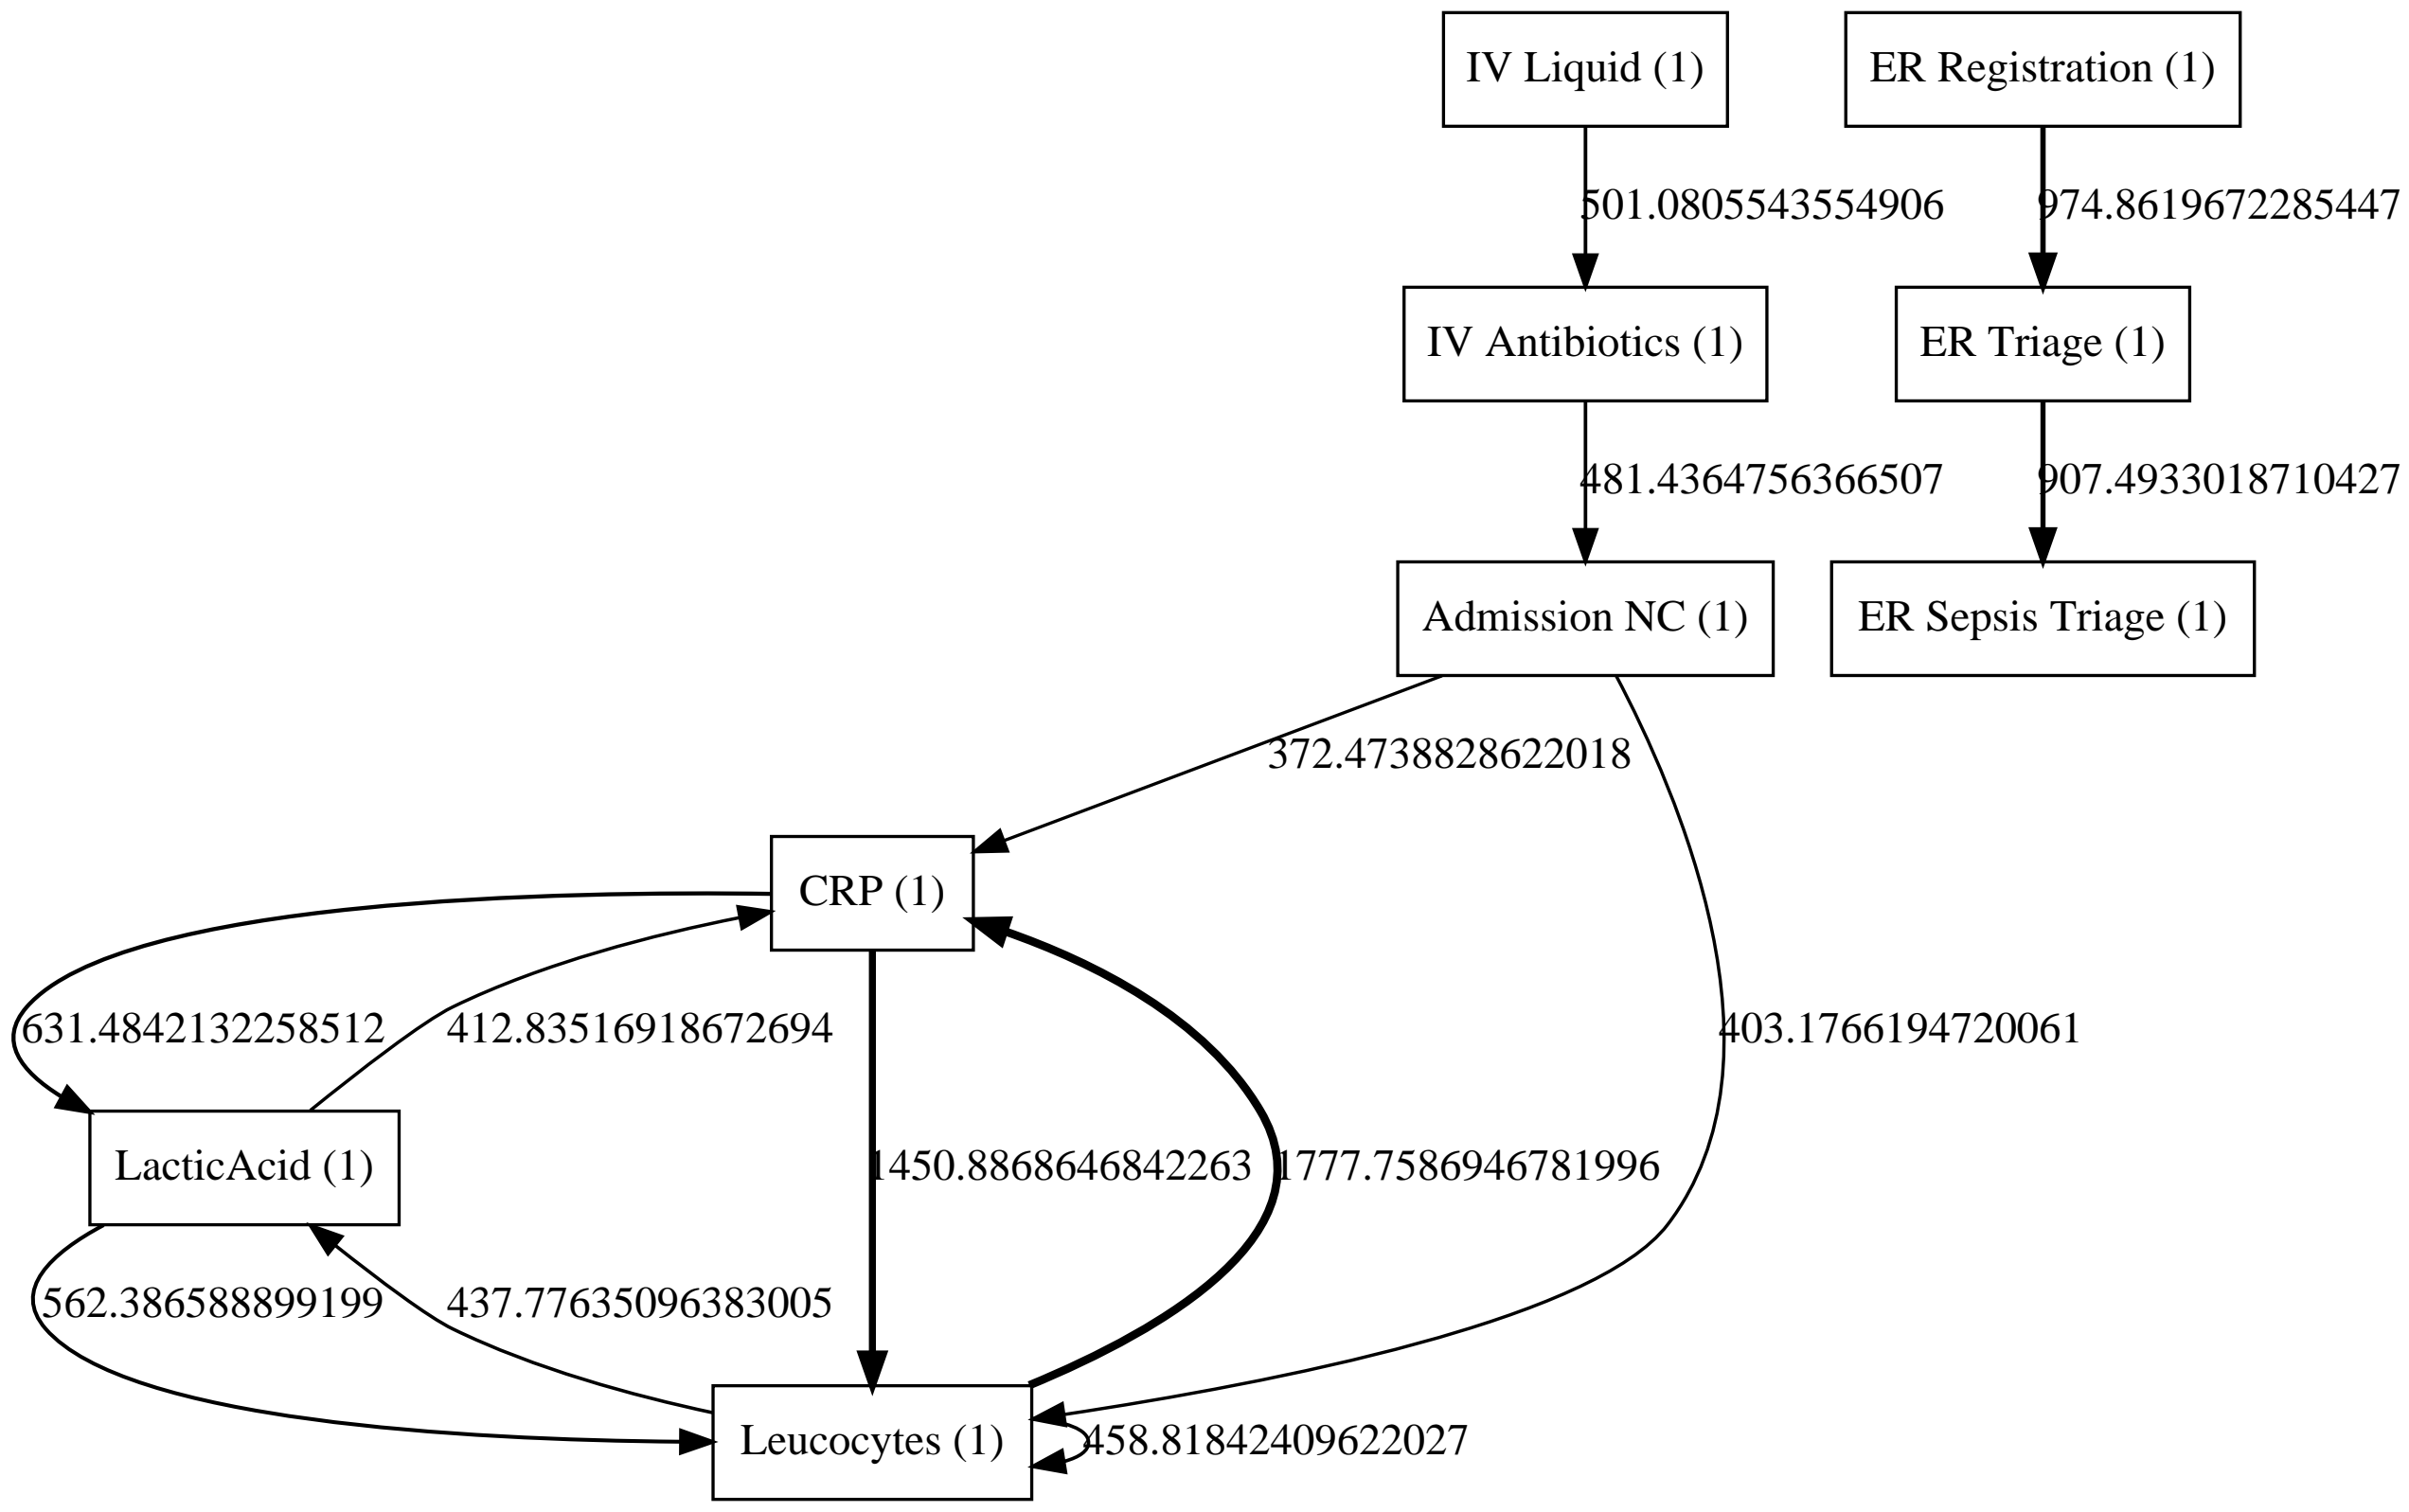 IV Liquid (1)
ER Registration (1)
501.0805543554906
974.8619672285447
IV Antibiotics (1)
ER Triage (1)
481.4364756366507
907.4933018710427
Admission NC (1)
ER Sepsis Triage (1)
372.4738828622018
CRP (1)
631.4842132258512
412.83516918672694
403.1766194720061
LacticAcid (1)
1450.8868646842263
1777.7586946781996
562.386588899199
437.77635096383005
Leucocytes (1)
458.81842409622027